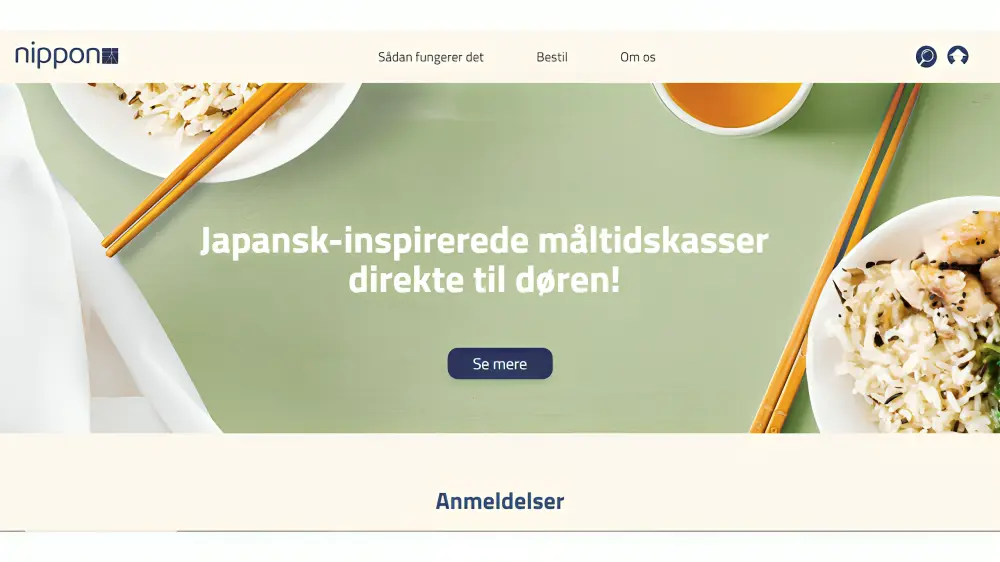 nippon
Sådan fungerer det
Bestil
Om os
Japansk-inspirerede måltidskasser
direkte til døren!
Se mere
Anmeldelser